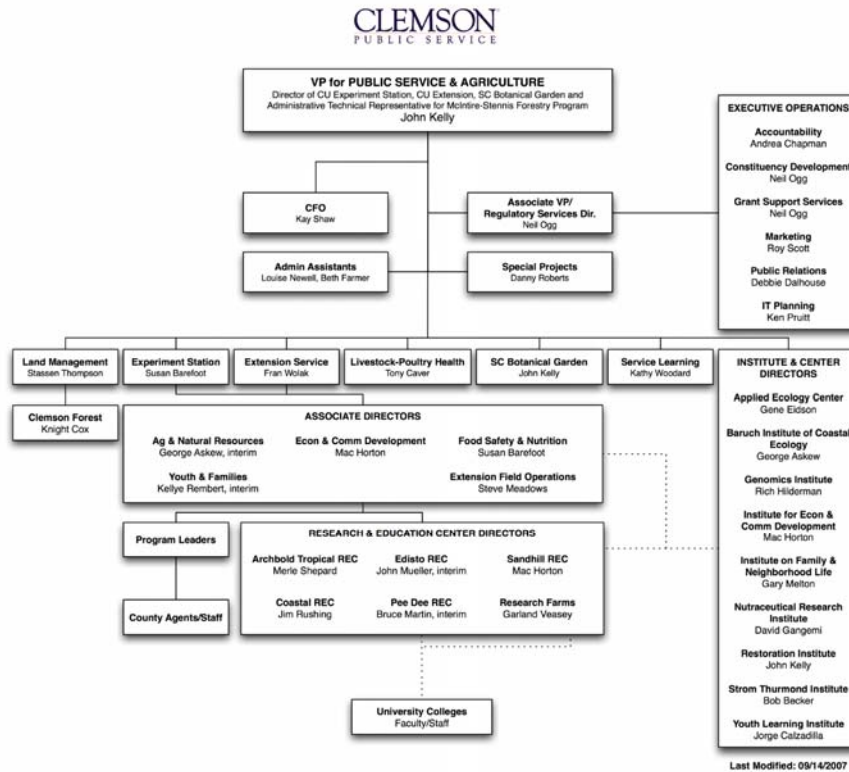 CLEMSON
PUBLIC SERVICE
VP for PUBLIC SERVICE & AGRICULTURE
Director of CU Experiment Station, CU Extension, SC Botanical Garden and
Administrative Technical Representative for McIntire-Stennis Forestry Program
John Kelly
EXECUTIVE OPERATIONS
Accountability
Andrea Chapman
Constituency Development
Neil Ogg
Grant Support Services
Neil Ogg
Marketing
Roy Scott
Public Relations
Debbie Dalhouse
IT Planning
Ken Pruitt
CFO
Kay Shaw
Associate VP/
Regulatory Services Dir.
Neil Ogg
Admin Assistants
Louise Newell, Beth Farmer
Special Projects
Danny Roberts
Land Management
Stassen Thompson
Experiment Station
Susan Barefoot
Extension Service
Fran Wolak
Livestock-Poultry Health
Tony Caver
SC Botanical Garden
John Kelly
Service Learning
Kathy Woodard
INSTITUTE & CENTER
DIRECTORS
Applied Ecology Center
Gene Eidson
Baruch Institute of Coastal
Ecology
George Askew
Genomics Institute
Rich Hilderman
Institute for Econ &
Comm Development
Mac Horton
Institute on Family &
Neighborhood Life
Gary Melton
Nutraceutical Research
Institute
David Gangemi
Restoration Institute
John Kelly
Strom Thurmond Institute
Bob Becker
Youth Learning Institute
Jorge Calzadilla
Clemson Forest
Knight Cox
ASSOCIATE DIRECTORS
Ag & Natural Resources
George Askew, interim
Econ & Comm Development
Mac Horton
Food Safety & Nutrition
Susan Barefoot
Youth & Families
Kellye Rembert, interim
Extension Field Operations
Steve Meadows
Program Leaders
County Agents/Staff
RESEARCH & EDUCATION CENTER DIRECTORS
Archbold Tropical REC
Merle Shepard
Edisto REC
John Mueller, interim
Sandhill REC
Mac Horton
Coastal REC
Jim Rushing
Pee Dee REC
Bruce Martin, interim
Research Farms
Garland Veasey
University Colleges
Faculty/Staff
Last Modified: 09/14/2007